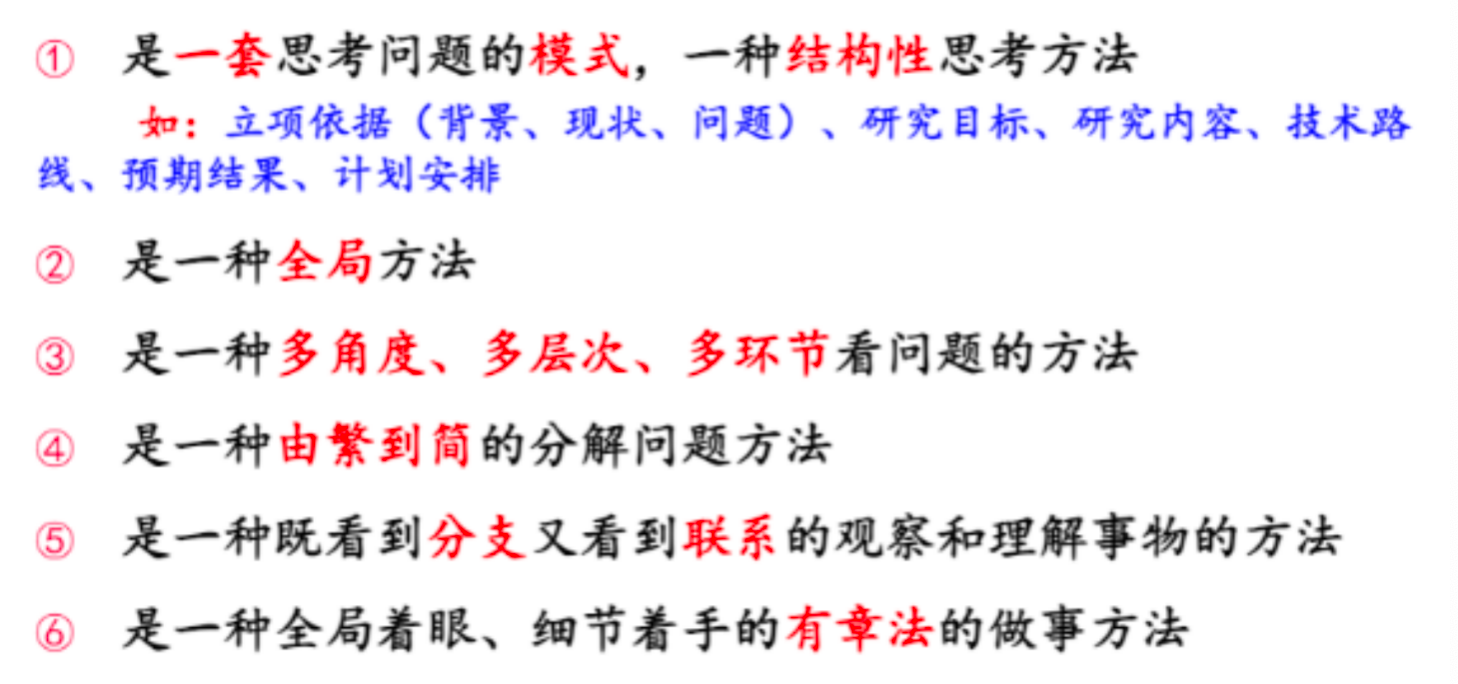 ① 是一套思考问题的模式，一种结构性思考方法
如：立项依据（背景、现状、问题）、研究目标、研究内容、技术路
线、预期结果、计划安排
② 是一种全局方法
③ 是一种多角度、多层次、多环节看问题的方法
④ 是一种由繁到简的分解问题方法
⑤ 是一种既看到分支又看到联系的观察和理解事物的方法
⑥ 是一种全局着眼、细节着手的有章法的做事方法